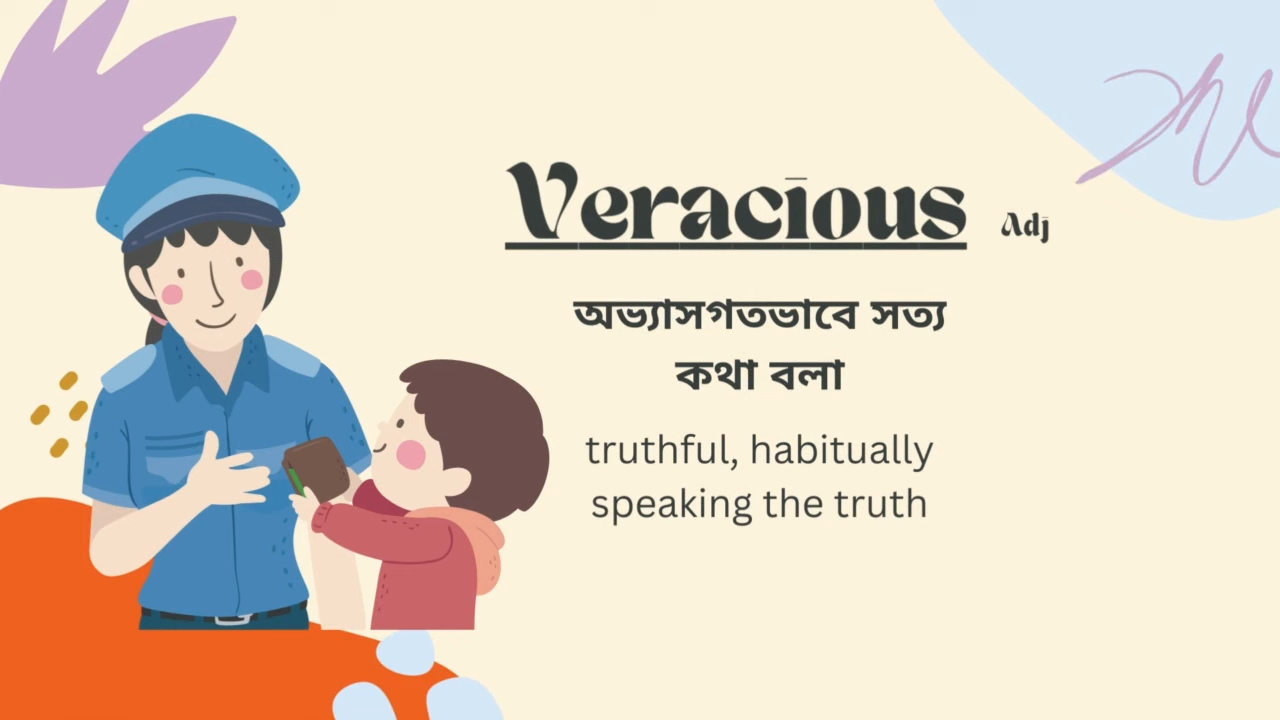 Veracious Adj
অভ্যাসগতভাবে সত্য
কথা বলা
truthful, habitually
speaking the truth